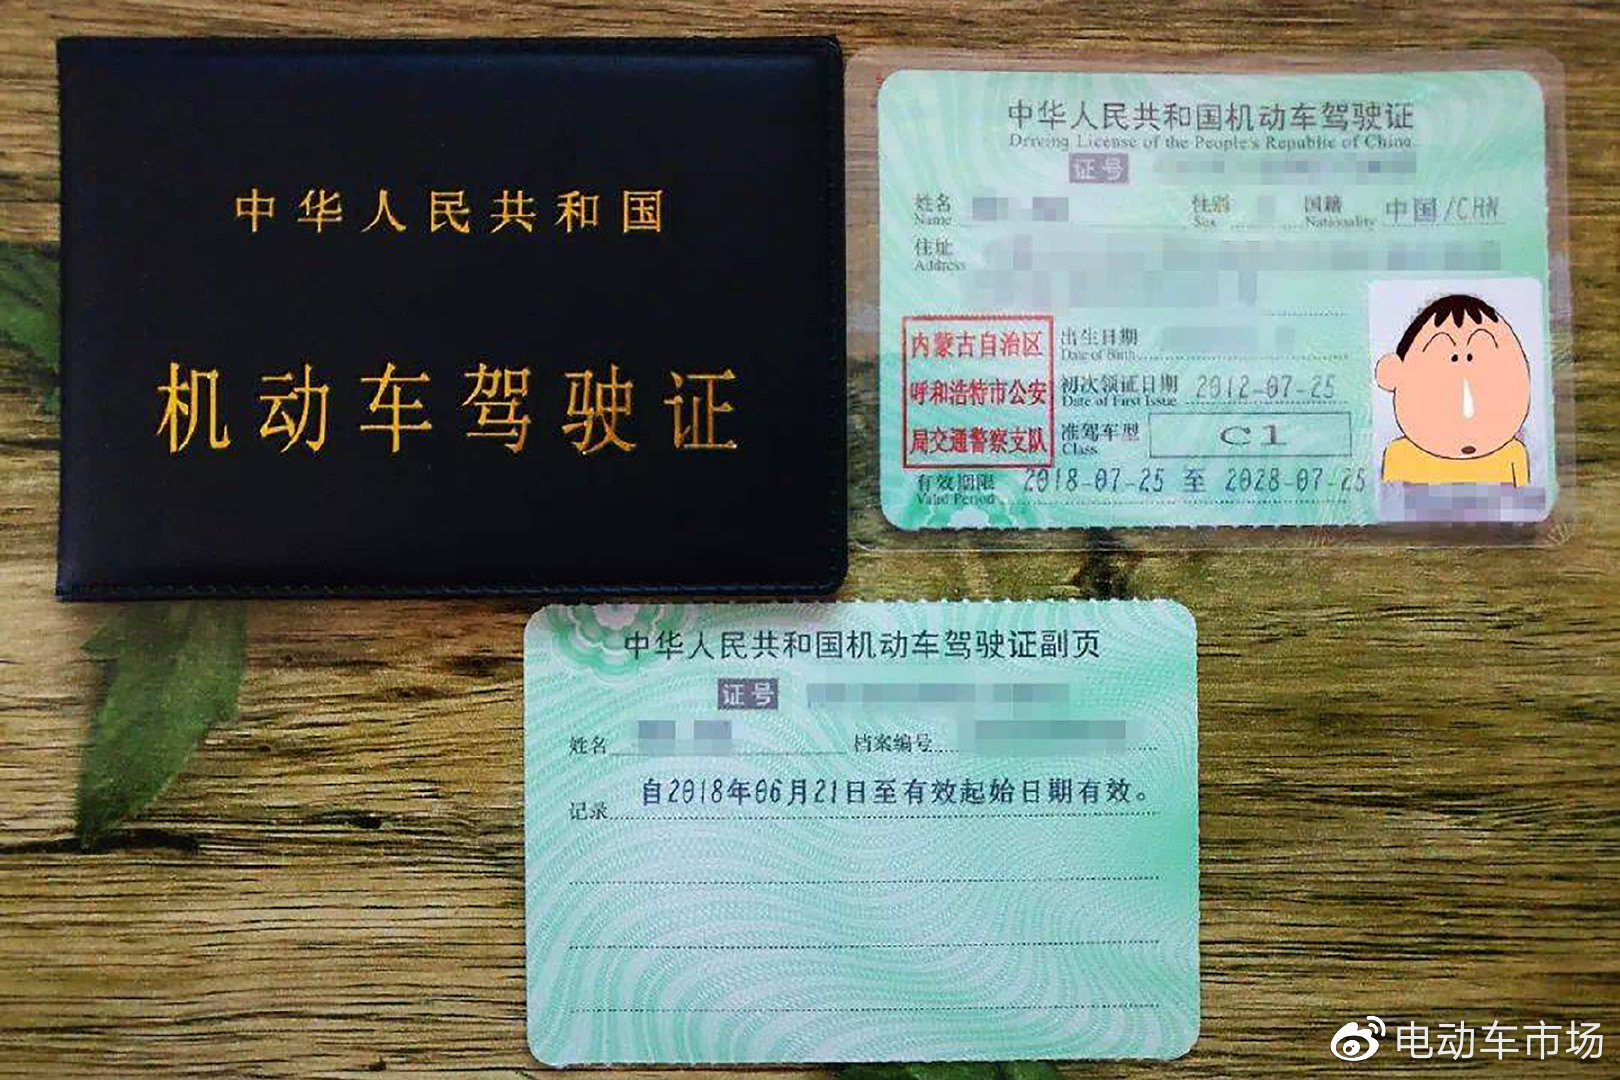 中华人民共和国
机动车驾驶证
中华人民共和国机动车驾驶证
Driving License of the People's Republic of China
证号
姓名 性别 国籍 中国/CHN
Name Sex Nationality
住址
Address
内蒙古自治区
呼和浩特市公安
局交通警察支队
出生日期
Date of Birth
初次领证日期 2012-07-25
Date of First Issue
准驾车型 C1
Class
有效期限 2018-07-25 至 2028-07-25
Valid Period
中华人民共和国机动车驾驶证副页
证号
姓名 档案编号
记录 自2018年06月21日至有效起始日期有效。
电动车市场